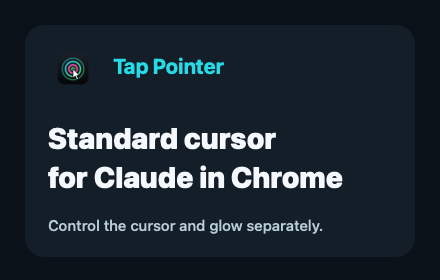 Tap Pointer
Standard cursor
for Claude in Chrome
Control the cursor and glow separately.